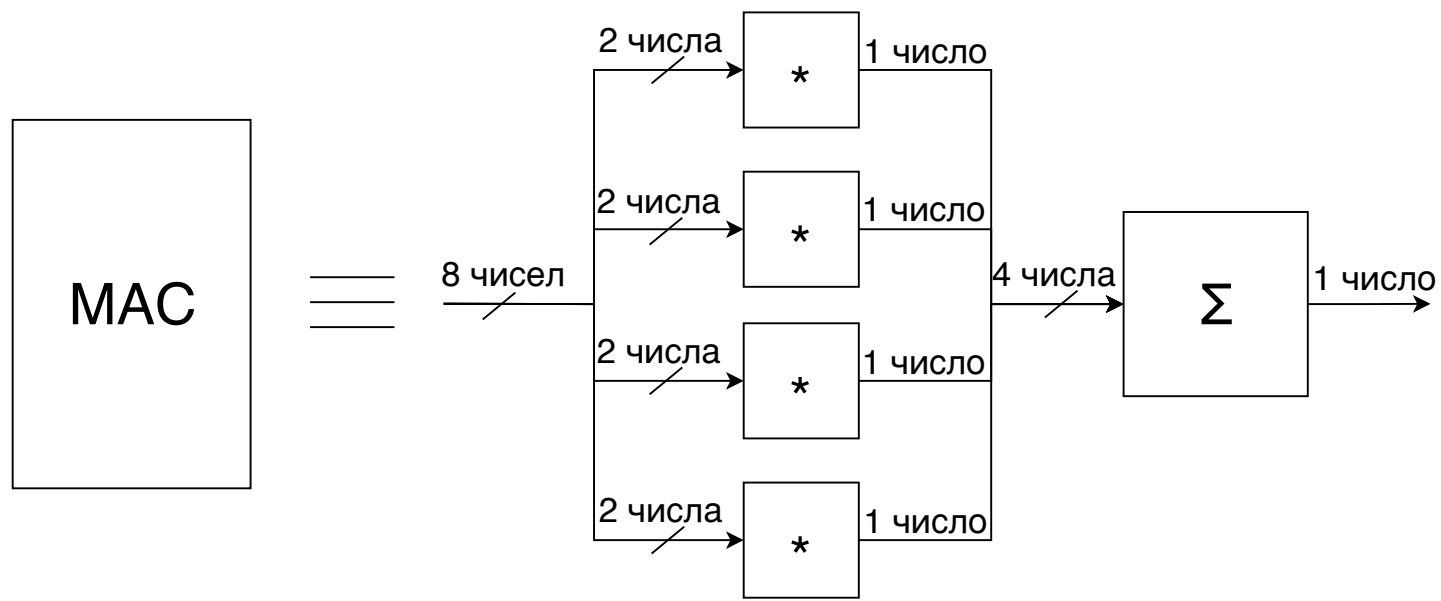 MAC
8 чисел
2 числа
*
1 число
2 числа
*
1 число
2 числа
*
1 число
2 числа
*
1 число
4 числа
Σ
1 число